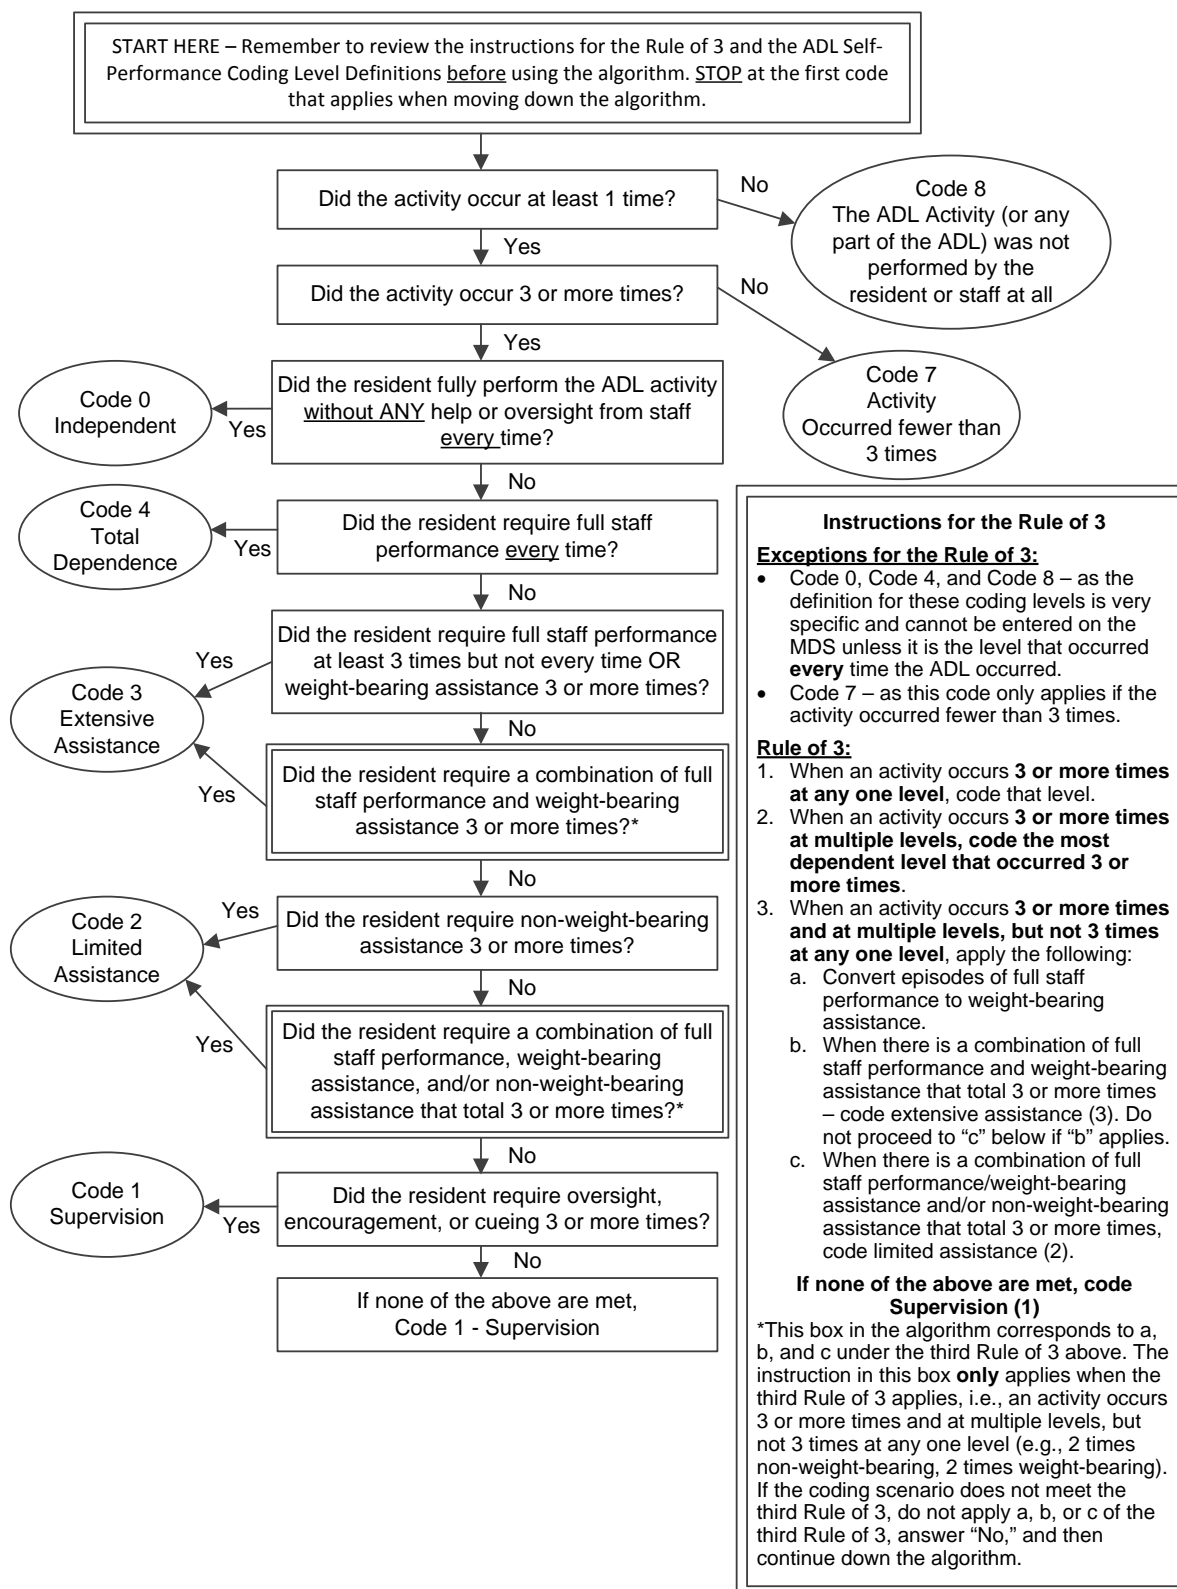 START HERE – Remember to review the instructions for the Rule of 3 and the ADL Self-
Performance Coding Level Definitions before using the algorithm. STOP at the first code
that applies when moving down the algorithm.
Did the activity occur at least 1 time?
No
Code 8
The ADL Activity (or any
part of the ADL) was not
performed by the
resident or staff at all
Yes
Did the activity occur 3 or more times?
No
Code 7
Activity
Occurred fewer than
3 times
Yes
Did the resident fully perform the ADL activity
without ANY help or oversight from staff
every time?
Yes
Code 0
Independent
No
Did the resident require full staff
performance every time?
Yes
Code 4
Total
Dependence
No
Did the resident require full staff performance
at least 3 times but not every time OR
weight-bearing assistance 3 or more times?
Yes
Code 3
Extensive
Assistance
No
Did the resident require a combination of full
staff performance and weight-bearing
assistance 3 or more times?*
Yes
No
Did the resident require non-weight-bearing
assistance 3 or more times?
Yes
Code 2
Limited
Assistance
No
Did the resident require a combination of full
staff performance, weight-bearing
assistance, and/or non-weight-bearing
assistance that total 3 or more times?*
Yes
No
Did the resident require oversight,
encouragement, or cueing 3 or more times?
Yes
Code 1
Supervision
No
If none of the above are met,
Code 1 - Supervision
Instructions for the Rule of 3
Exceptions for the Rule of 3:
• Code 0, Code 4, and Code 8 – as the
definition for these coding levels is very
specific and cannot be entered on the
MDS unless it is the level that occurred
every time the ADL occurred.
• Code 7 – as this code only applies if the
activity occurred fewer than 3 times.
Rule of 3:
1. When an activity occurs 3 or more times
at any one level, code that level.
2. When an activity occurs 3 or more times
at multiple levels, code the most
dependent level that occurred 3 or
more times.
3. When an activity occurs 3 or more times
and at multiple levels, but not 3 times
at any one level, apply the following:
a. Convert episodes of full staff
performance to weight-bearing
assistance.
b. When there is a combination of full
staff performance and weight-bearing
assistance that total 3 or more times
– code extensive assistance (3). Do
not proceed to “c” below if “b” applies.
c. When there is a combination of full
staff performance/weight-bearing
assistance and/or non-weight-bearing
assistance that total 3 or more times,
code limited assistance (2).
If none of the above are met, code
Supervision (1)
*This box in the algorithm corresponds to a,
b, and c under the third Rule of 3 above. The
instruction in this box only applies when the
third Rule of 3 applies, i.e., an activity occurs
3 or more times and at multiple levels, but
not 3 times at any one level (e.g., 2 times
non-weight-bearing, 2 times weight-bearing).
If the coding scenario does not meet the
third Rule of 3, do not apply a, b, or c of the
third Rule of 3, answer “No,” and then
continue down the algorithm.